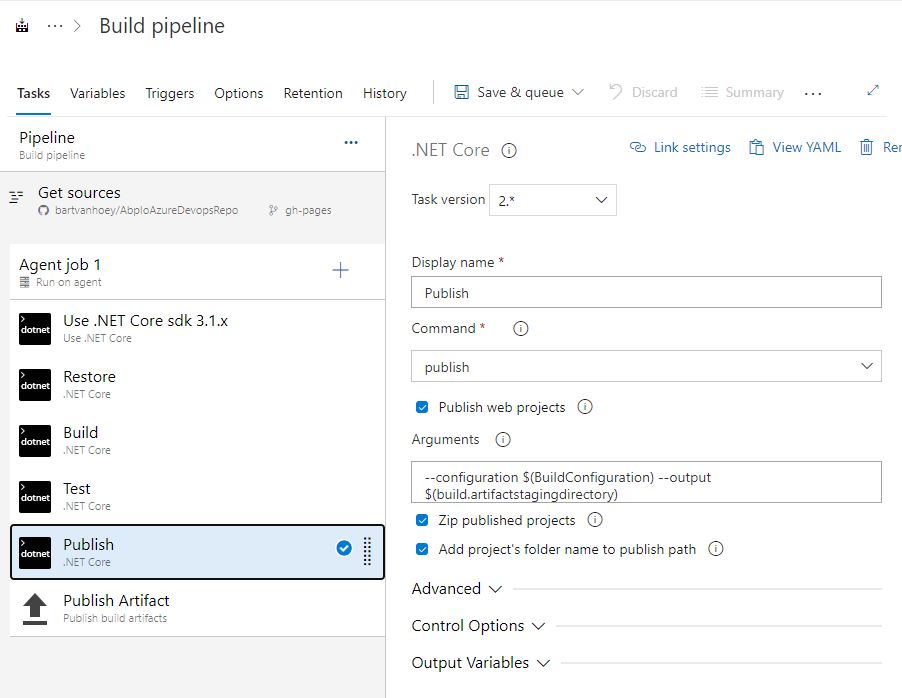 ... > Build pipeline
Tasks Variables Triggers Options Retention History Save & queue Discard Summary ...
Pipeline ...
Build pipeline
Get sources
bartvanhoey/AbpIoAzureDevopsRepo gh-pages
Agent job 1 +
Run on agent
dotnet Use .NET Core sdk 3.1.x
Use .NET Core
dotnet Restore
.NET Core
dotnet Build
.NET Core
dotnet Test
.NET Core
dotnet Publish
.NET Core
Publish Artifact
Publish build artifacts
.NET Core Link settings View YAML Rer
Task version 2.*
Display name *
Publish
Command *
publish
Publish web projects
Arguments
--configuration $(BuildConfiguration) --output
$(build.artifactstagingdirectory)
Zip published projects
Add project's folder name to publish path
Advanced
Control Options
Output Variables